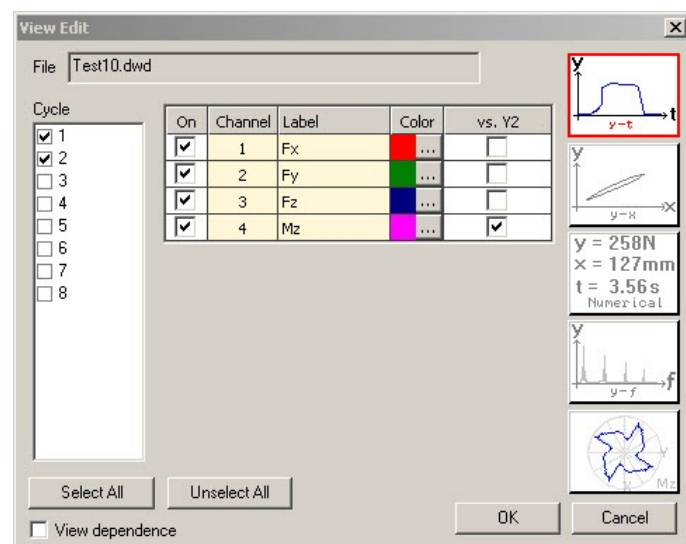 View Edit
File Test10.dwd
Cycle
1
2
3
4
5
6
7
8
On Channel Label Color vs. Y2
1 Fx ...
2 Fy ...
3 Fz ...
4 Mz ...
y
t
y-t
y
x
y-x
y = 258N
x = 127mm
t = 3.56s
Numerical
y
f
y-f
Y
X
Mz
Select All Unselect All
View dependence
OK Cancel